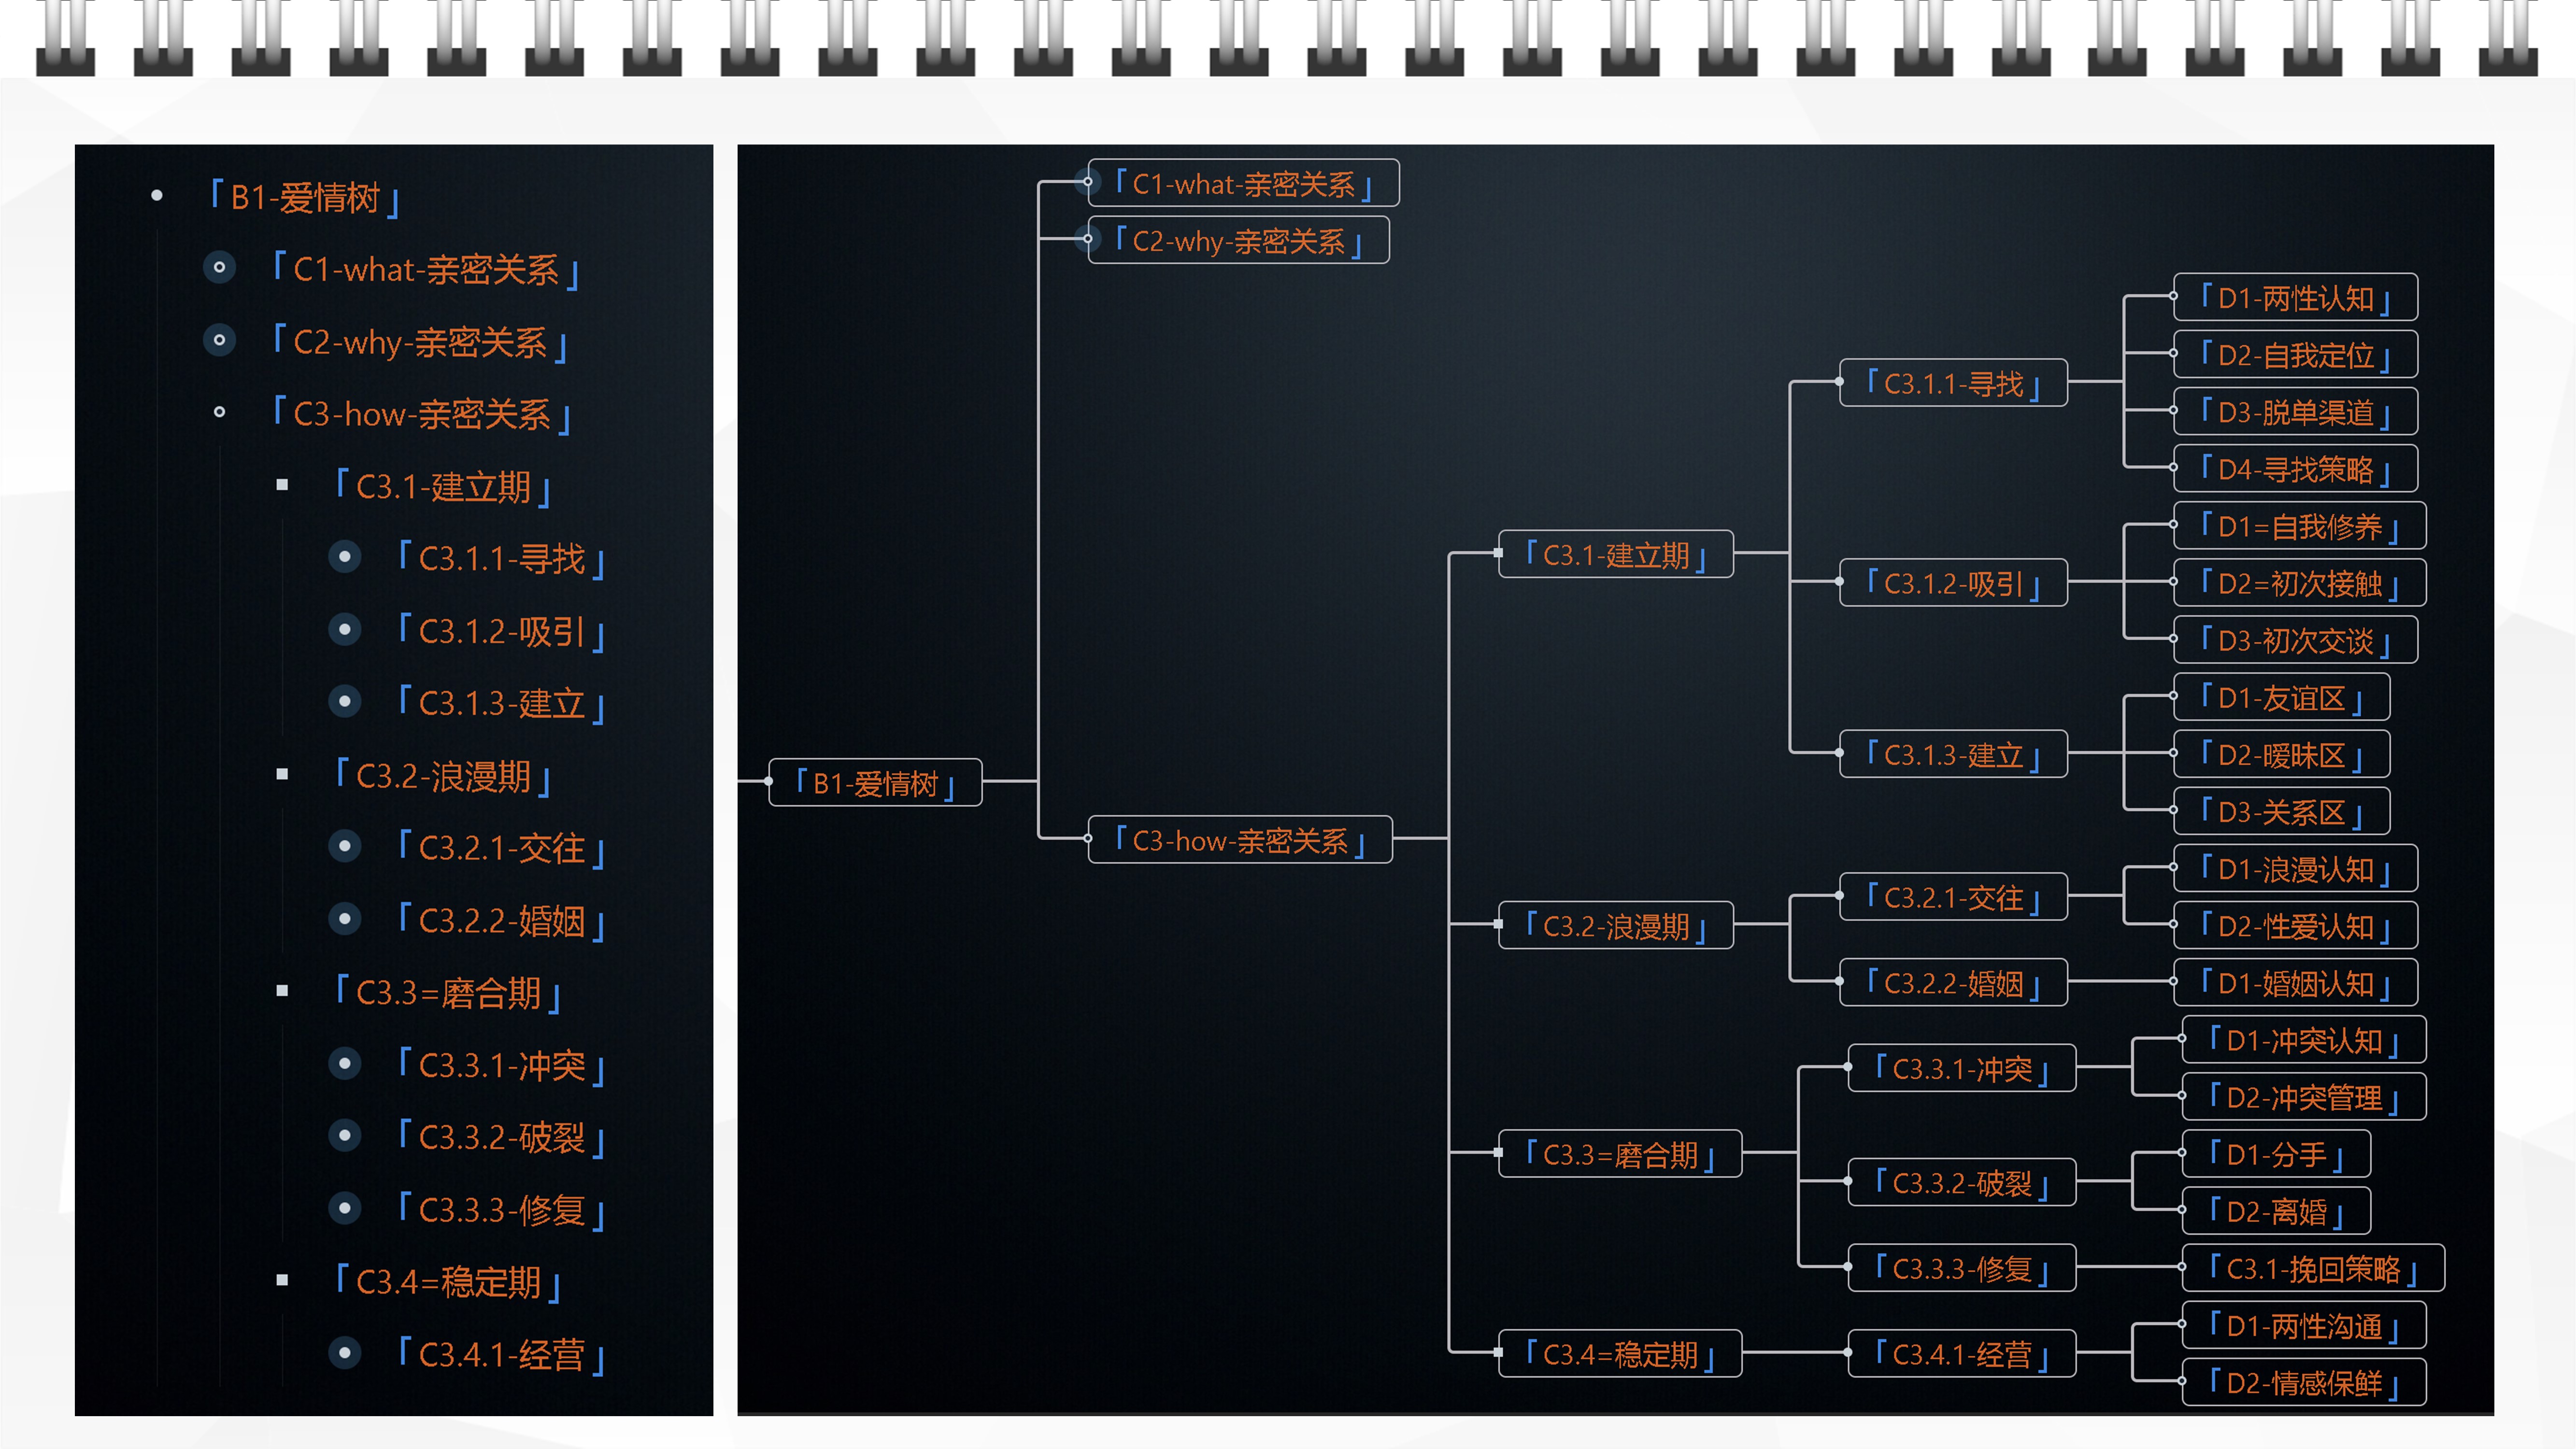 「B1-爱情树」
「C1-what-亲密关系」
「C2-why-亲密关系」
「C3-how-亲密关系」
「C3.1-建立期」
「C3.1.1-寻找」
「C3.1.2-吸引」
「C3.1.3-建立」
「C3.2-浪漫期」
「C3.2.1-交往」
「C3.2.2-婚姻」
「C3.3=磨合期」
「C3.3.1-冲突」
「C3.3.2-破裂」
「C3.3.3-修复」
「C3.4=稳定期」
「C3.4.1-经营」
「B1-爱情树」
「C1-what-亲密关系」
「C2-why-亲密关系」
「C3-how-亲密关系」
「C3.1-建立期」
「C3.1.1-寻找」
「D1-两性认知」
「D2-自我定位」
「D3-脱单渠道」
「D4-寻找策略」
「C3.1.2-吸引」
「D1=自我修养」
「D2=初次接触」
「D3-初次交谈」
「C3.1.3-建立」
「D1-友谊区」
「D2-暧昧区」
「D3-关系区」
「C3.2-浪漫期」
「C3.2.1-交往」
「D1-浪漫认知」
「D2-性爱认知」
「C3.2.2-婚姻」
「D1-婚姻认知」
「C3.3=磨合期」
「C3.3.1-冲突」
「D1-冲突认知」
「D2-冲突管理」
「C3.3.2-破裂」
「D1-分手」
「D2-离婚」
「C3.3.3-修复」
「C3.1-挽回策略」
「C3.4=稳定期」
「C3.4.1-经营」
「D1-两性沟通」
「D2-情感保鲜」